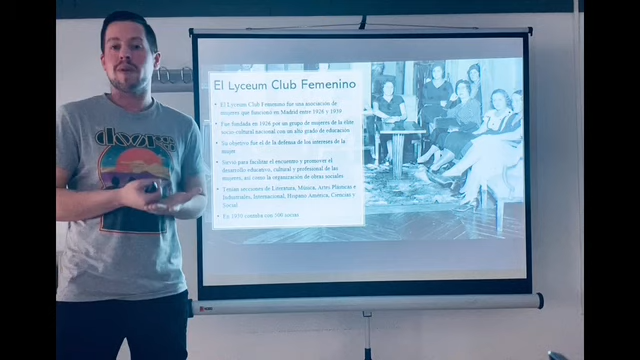 El Lyceum Club Femenino
• El Lyceum Club Femenino fue una asociación de
mujeres que funcionó en Madrid entre 1926 y 1939
• Fue fundada en 1926 por un grupo de mujeres de la élite
socio-cultural nacional con un alto grado de educación
• Su objetivo fue el de la defensa de los intereses de la
mujer
• Servía para facilitar el encuentro y promover el
desarrollo educativo, cultural y profesional de las
mujeres, así como la organización de obras sociales
• Tenían secciones de Literatura, Música, Artes Plásticas e
Industriales, Internacional, Hispano América, Ciencias y
Social
• En 1930 contaba con 500 socias
doors